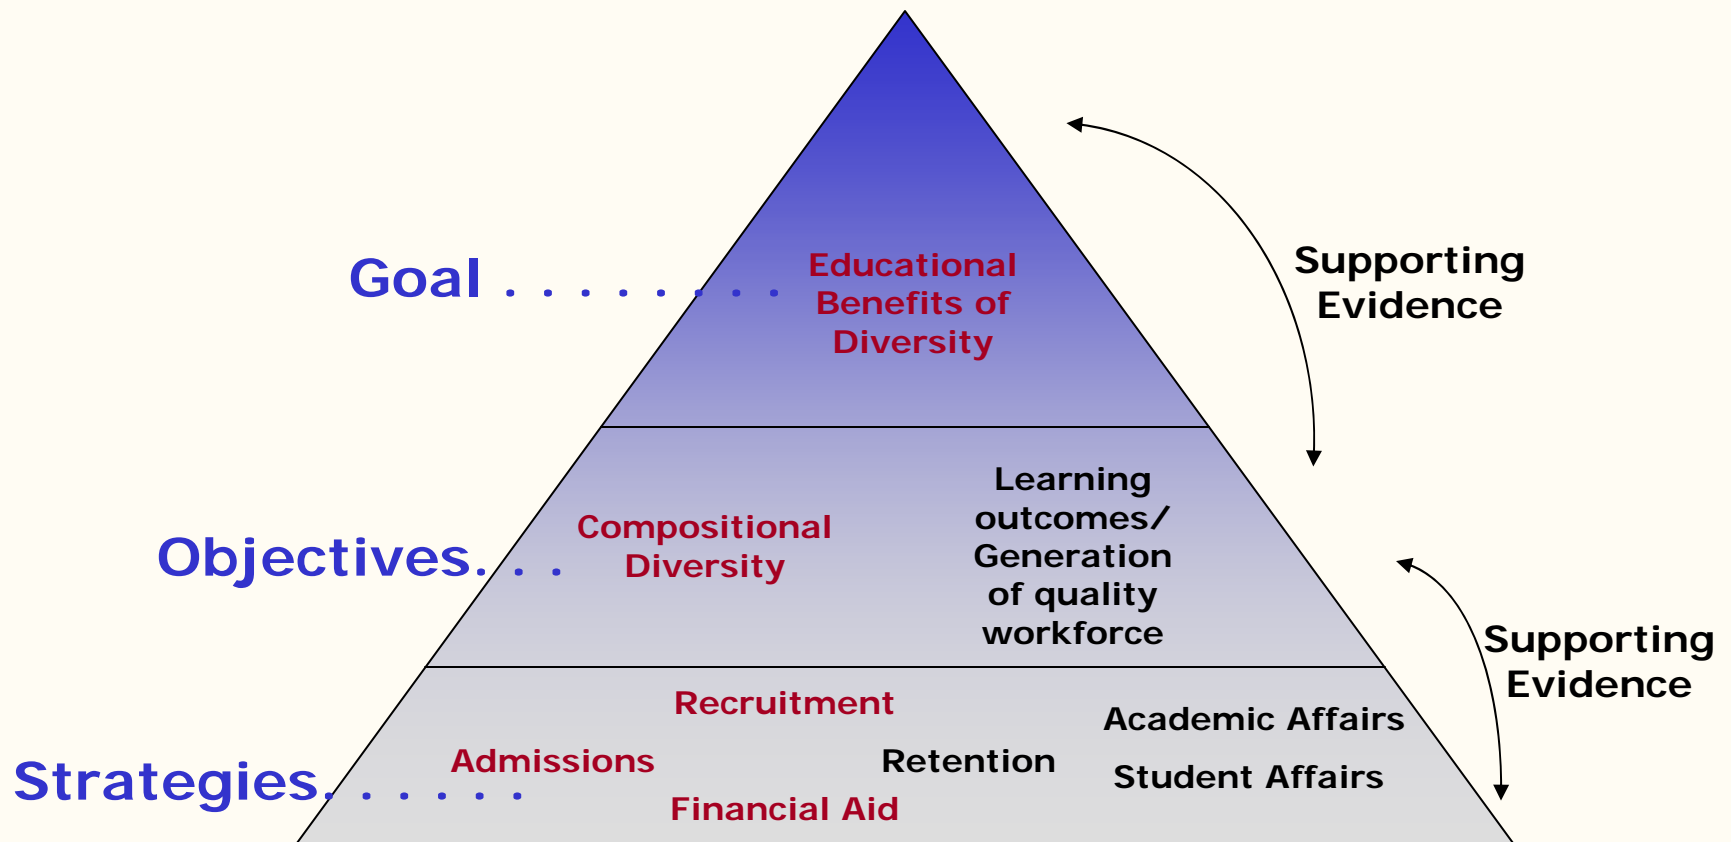 Goal . . . . . . . .
Educational
Benefits of
Diversity
Supporting
Evidence
Objectives. . .
Compositional
Diversity
Learning
outcomes/
Generation
of quality
workforce
Supporting
Evidence
Strategies. . . . . .
Recruitment
Admissions
Retention
Financial Aid
Academic Affairs
Student Affairs